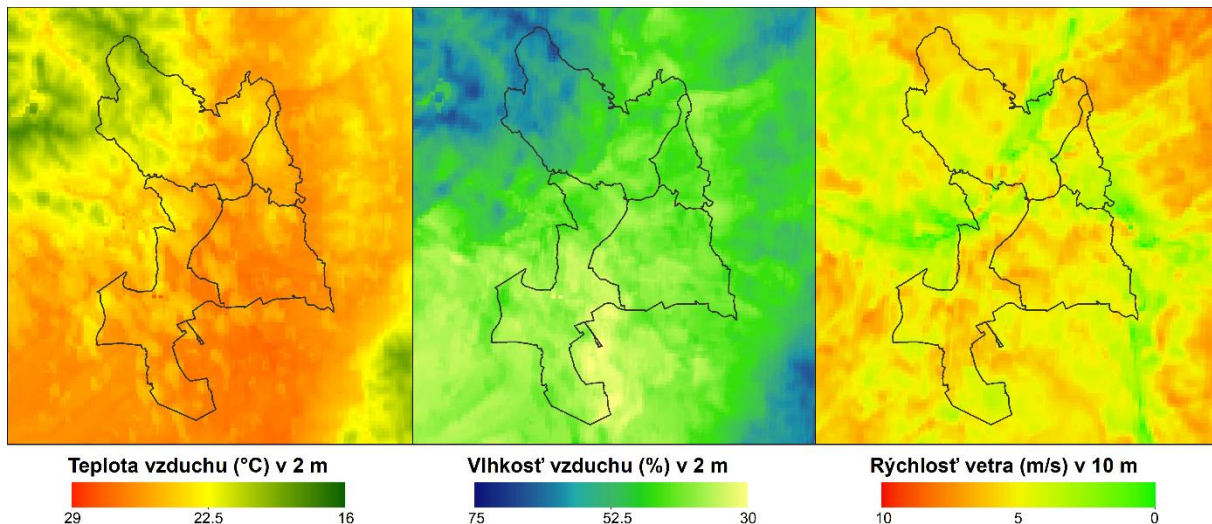 Teplota vzduchu (°C) v 2 m
29 22.5 16
Vlhkosť vzduchu (%) v 2 m
75 52.5 30
Rýchlosť vetra (m/s) v 10 m
10 5 0